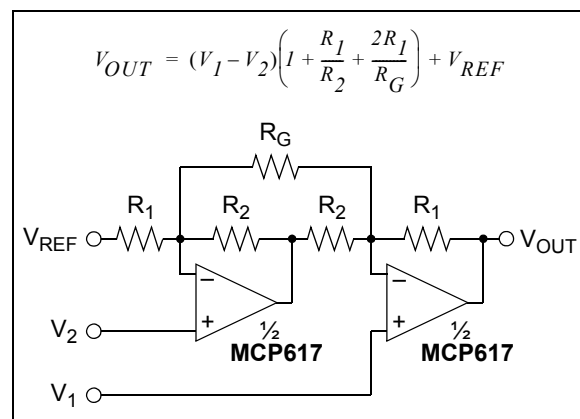 V_OUT = (V_1 – V_2)(1 + R_1/R_2 + 2R_1/R_G) + V_REF
R_G
R_1 R_2 R_2 R_1
V_REF V_OUT
– –
+ +
V_2 ½ ½
MCP617 MCP617
V_1